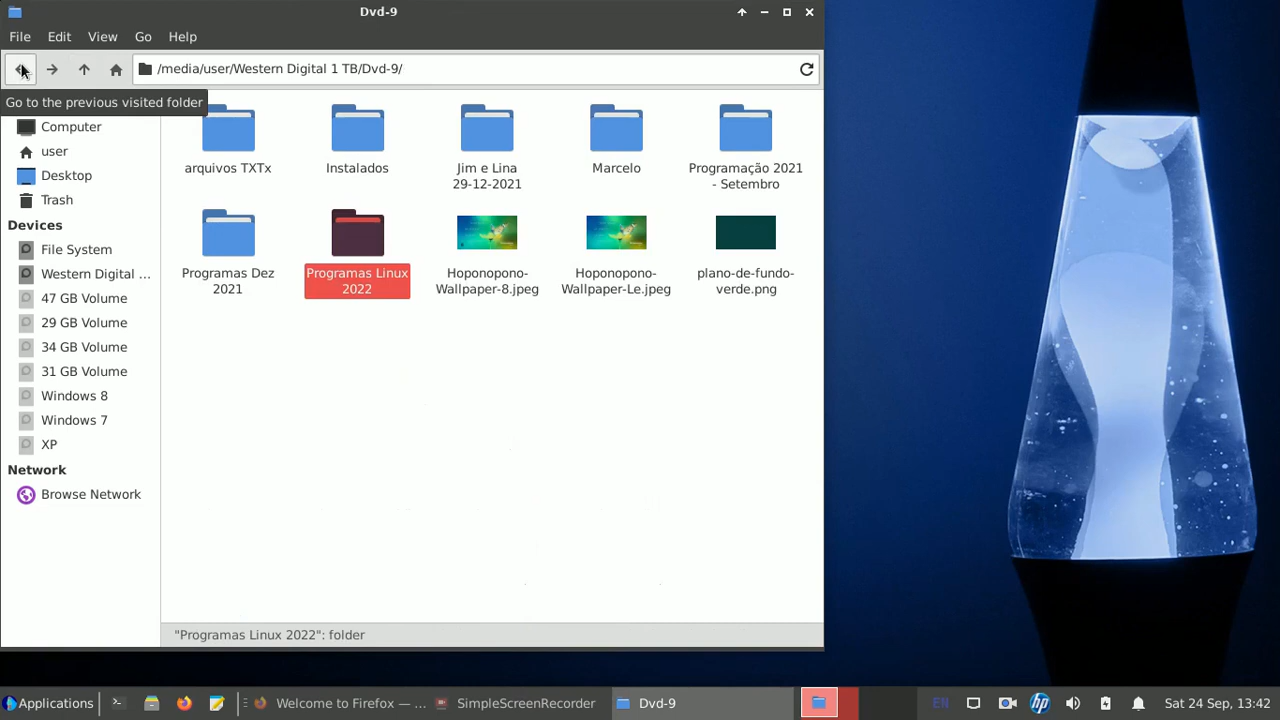 Dvd-9
File Edit View Go Help
/media/user/Western Digital 1 TB/Dvd-9/
Go to the previous visited folder
Computer
user
Desktop
Trash
Devices
File System
Western Digital ...
47 GB Volume
29 GB Volume
34 GB Volume
31 GB Volume
Windows 8
Windows 7
XP
Network
Browse Network
arquivos TXTx
Instalados
Jim e Lina
29-12-2021
Marcelo
Programação 2021
- Setembro
Programas Dez
2021
Programas Linux
2022
Hoponopono-
Wallpaper-8.jpeg
Hoponopono-
Wallpaper-Le.jpeg
plano-de-fundo-
verde.png
"Programas Linux 2022": folder
Applications Welcome to Firefox — ... SimpleScreenRecorder Dvd-9 EN hp Sat 24 Sep, 13:42